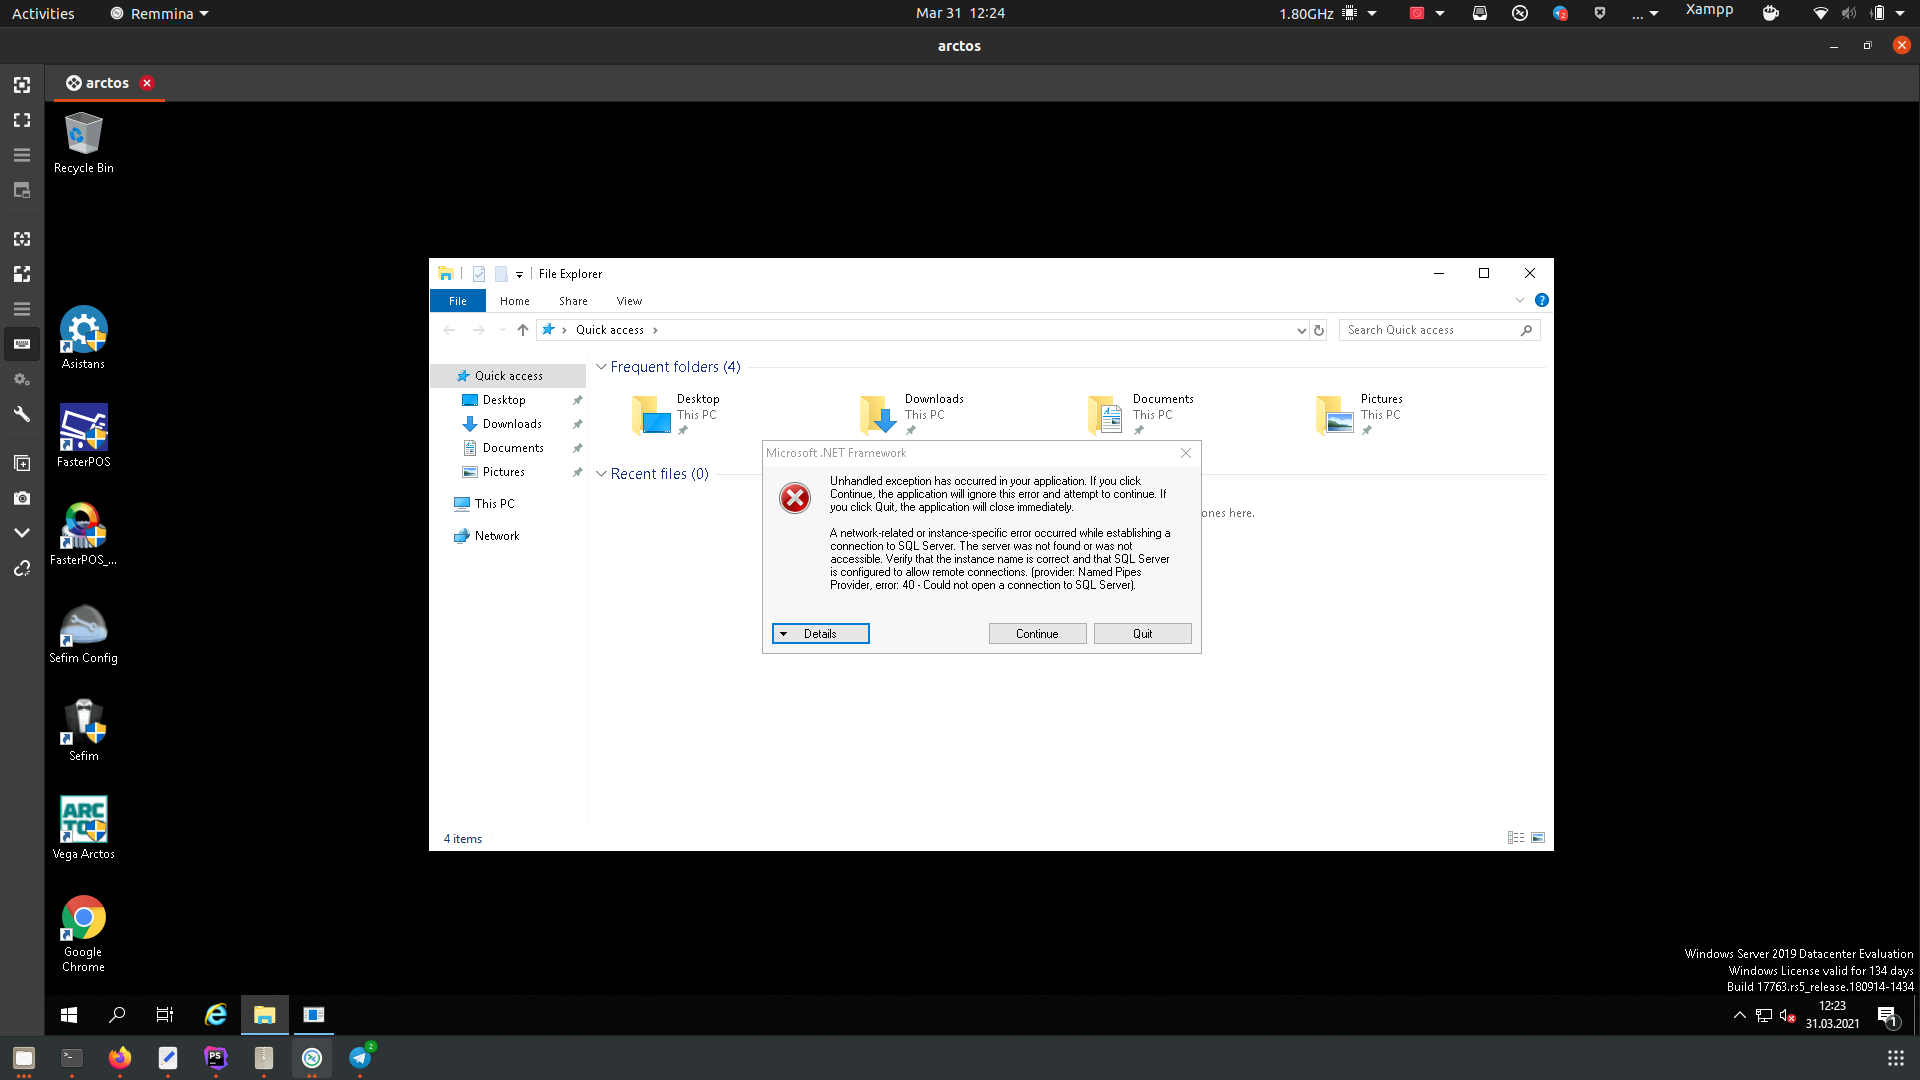 Activities
Remmina
Mar 31 12:24
1.80GHz
2
...
Xampp
arctos
arctos
Recycle Bin
Asistans
FasterPOS
FasterPOS_...
Sefim Config
Sefim
ARC
Vega Arctos
Google
Chrome
File Explorer
File
Home
Share
View
?
Quick access
Search Quick access
Quick access
Desktop
Downloads
Documents
Pictures
This PC
Network
Frequent folders (4)
Desktop
This PC
Downloads
This PC
Documents
This PC
Pictures
This PC
Recent files (0)
ones here.
Microsoft .NET Framework
Unhandled exception has occurred in your application. If you click
Continue, the application will ignore this error and attempt to continue. If
you click Quit, the application will close immediately.
A network-related or instance-specific error occurred while establishing a
connection to SQL Server. The server was not found or was not
accessible. Verify that the instance name is correct and that SQL Server
is configured to allow remote connections. (provider: Named Pipes
Provider, error: 40 - Could not open a connection to SQL Server).
Details
Continue
Quit
4 items
Windows Server 2019 Datacenter Evaluation
Windows License valid for 134 days
Build 17763.rs5_release.180914-1434
12:23
31.03.2021
1
PS
2